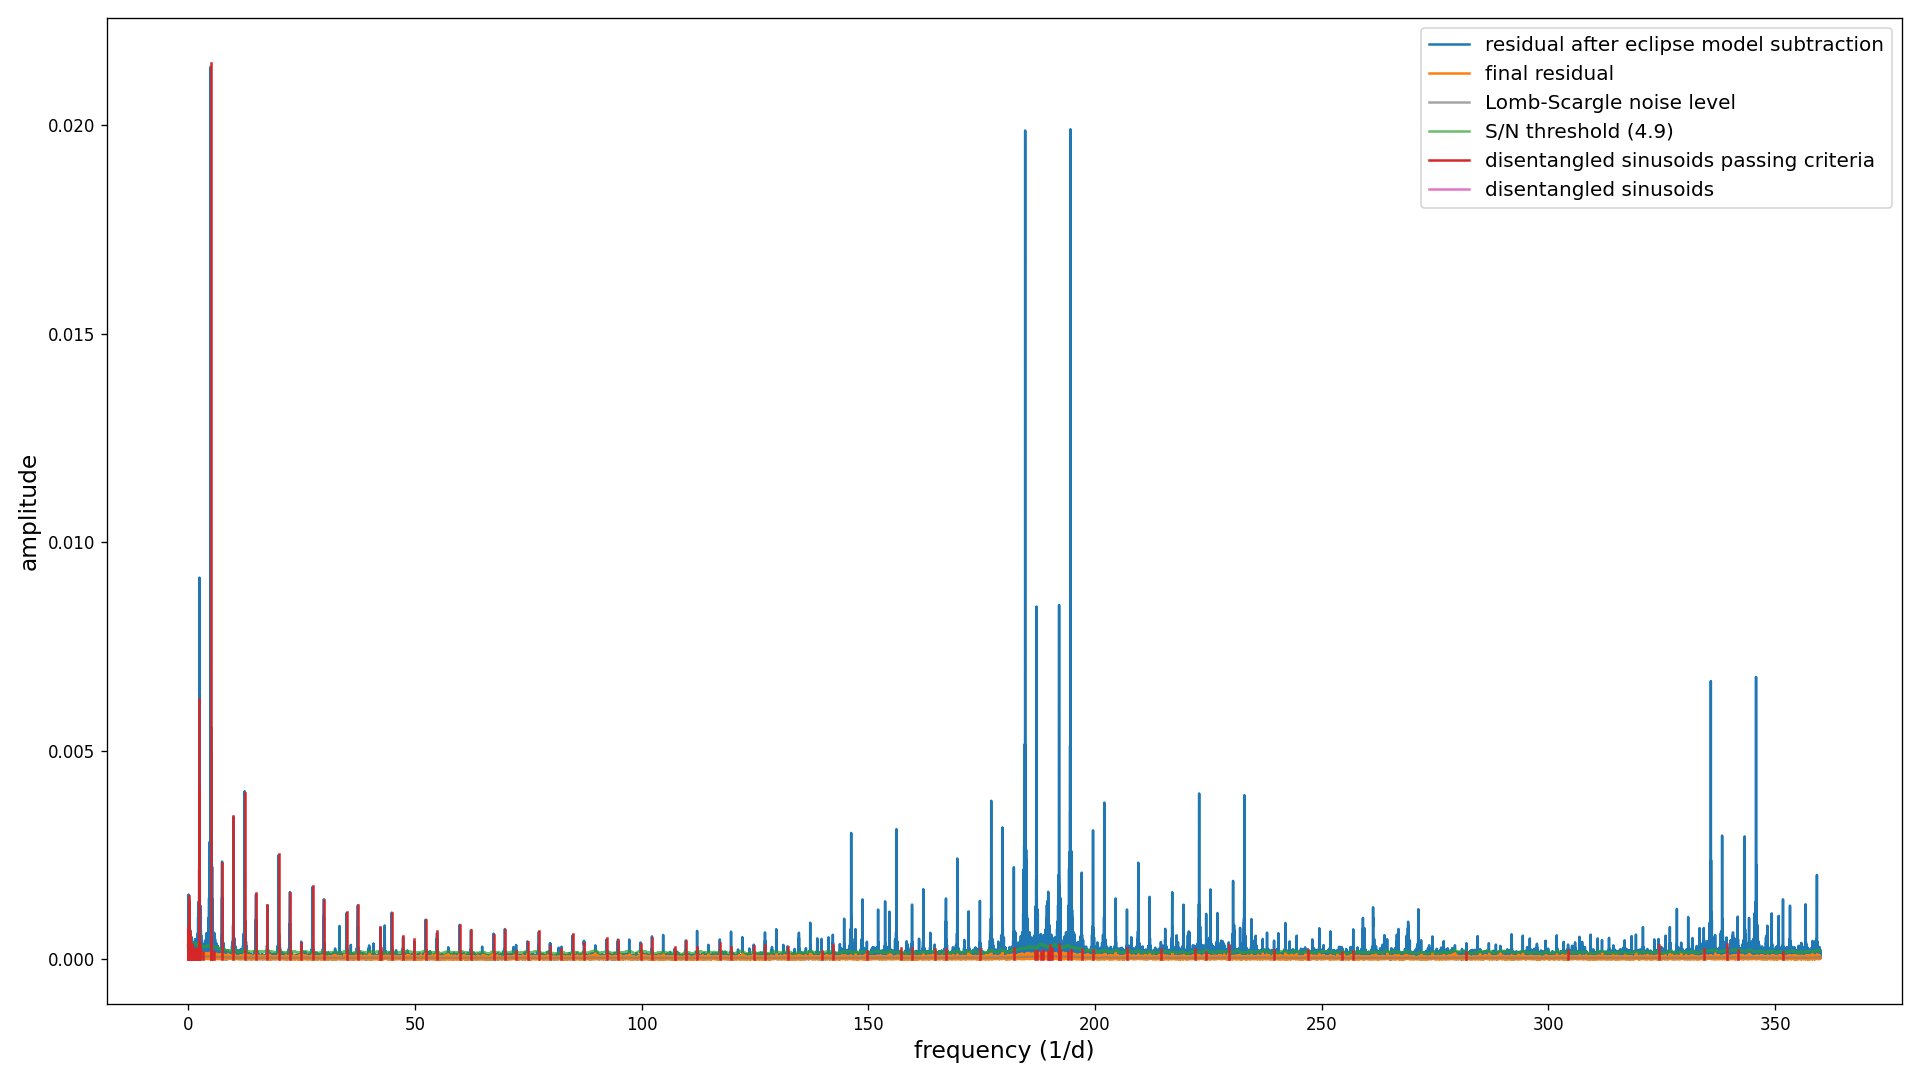 residual after eclipse model subtraction
final residual
Lomb-Scargle noise level
S/N threshold (4.9)
disentangled sinusoids passing criteria
disentangled sinusoids
0.020
0.015
0.010
0.005
0.000
amplitude
0 50 100 150 200 250 300 350
frequency (1/d)